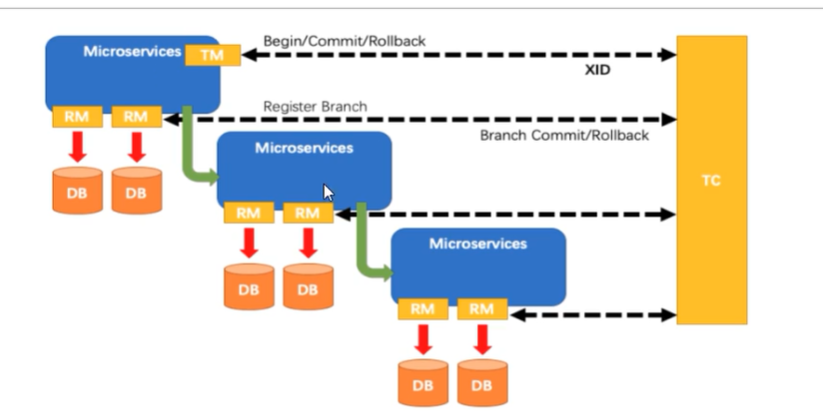 Microservices
TM
Begin/Commit/Rollback
XID
RM
RM
Register Branch
Branch Commit/Rollback
DB
DB
Microservices
TC
RM
RM
DB
DB
Microservices
RM
RM
DB
DB